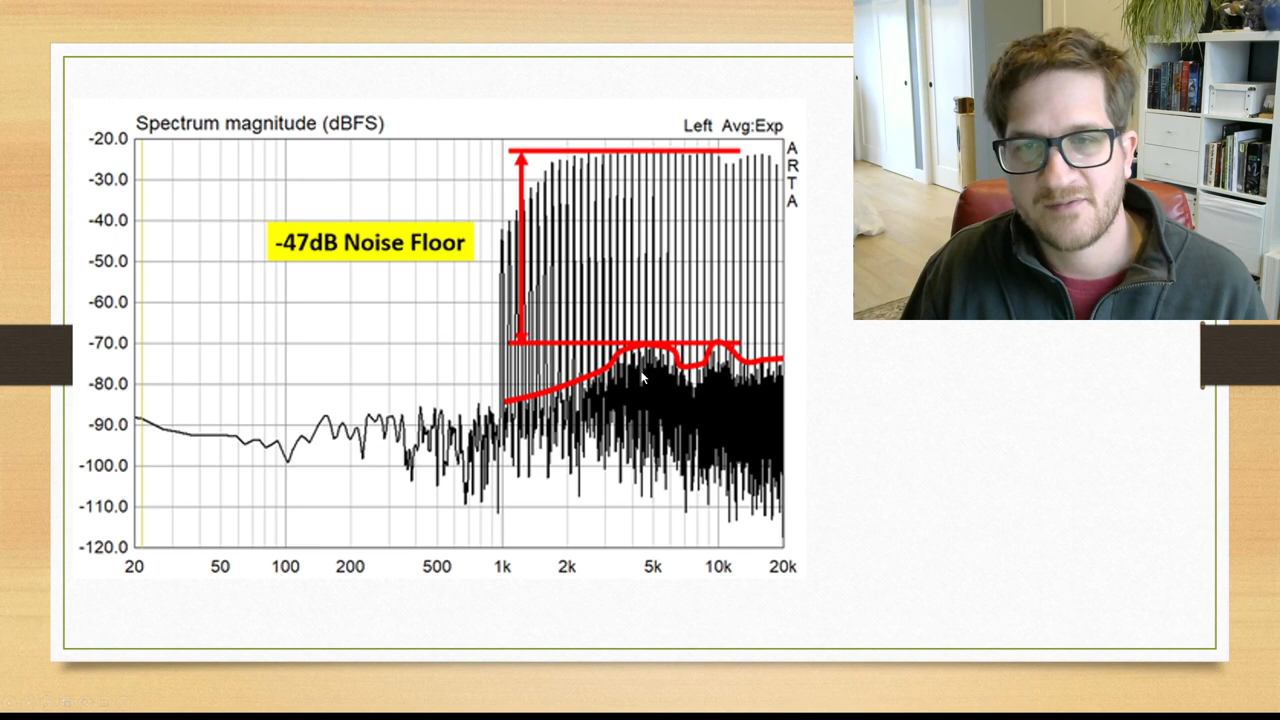 Spectrum magnitude (dBFS)
Left Avg:Exp
A
R
T
A
-20.0
-30.0
-40.0
-50.0
-60.0
-70.0
-80.0
-90.0
-100.0
-110.0
-120.0
-47dB Noise Floor
20 50 100 200 500 1k 2k 5k 10k 20k